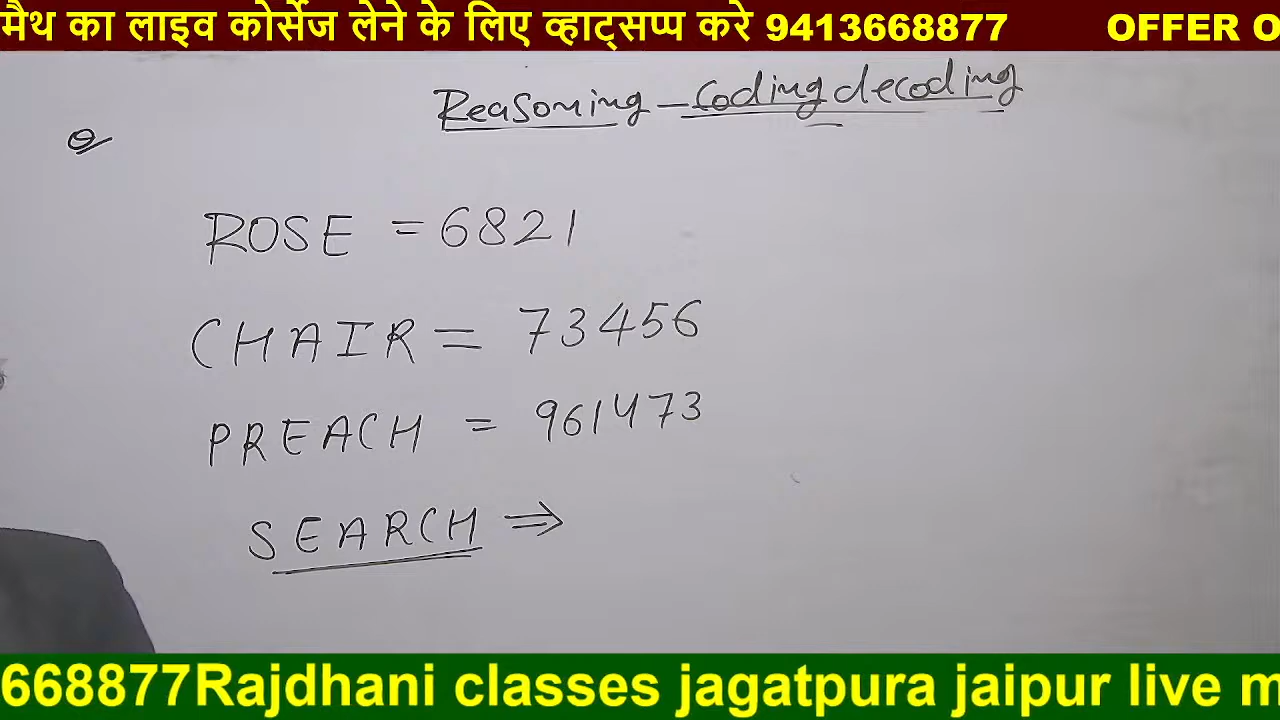 मैथ का लाइव कोर्सेज लेने के लिए व्हाट्सप्प करे 9413668877 OFFER O
Reasoning - Coding decoding
Q
ROSE = 6821
CHAIR = 73456
PREACH = 961473
SEARCH ⇒
668877Rajdhani classes jagatpura jaipur live m